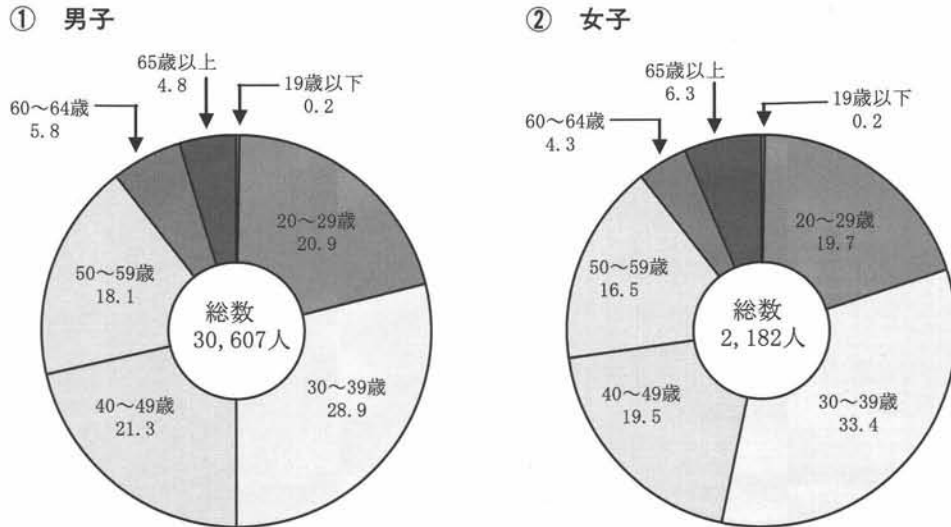 ① 男子
65歳以上
4.8
19歳以下
0.2
60～64歳
5.8
20～29歳
20.9
50～59歳
18.1
総数
30,607人
40～49歳
21.3
30～39歳
28.9
② 女子
65歳以上
6.3
19歳以下
0.2
60～64歳
4.3
20～29歳
19.7
50～59歳
16.5
総数
2,182人
40～49歳
19.5
30～39歳
33.4